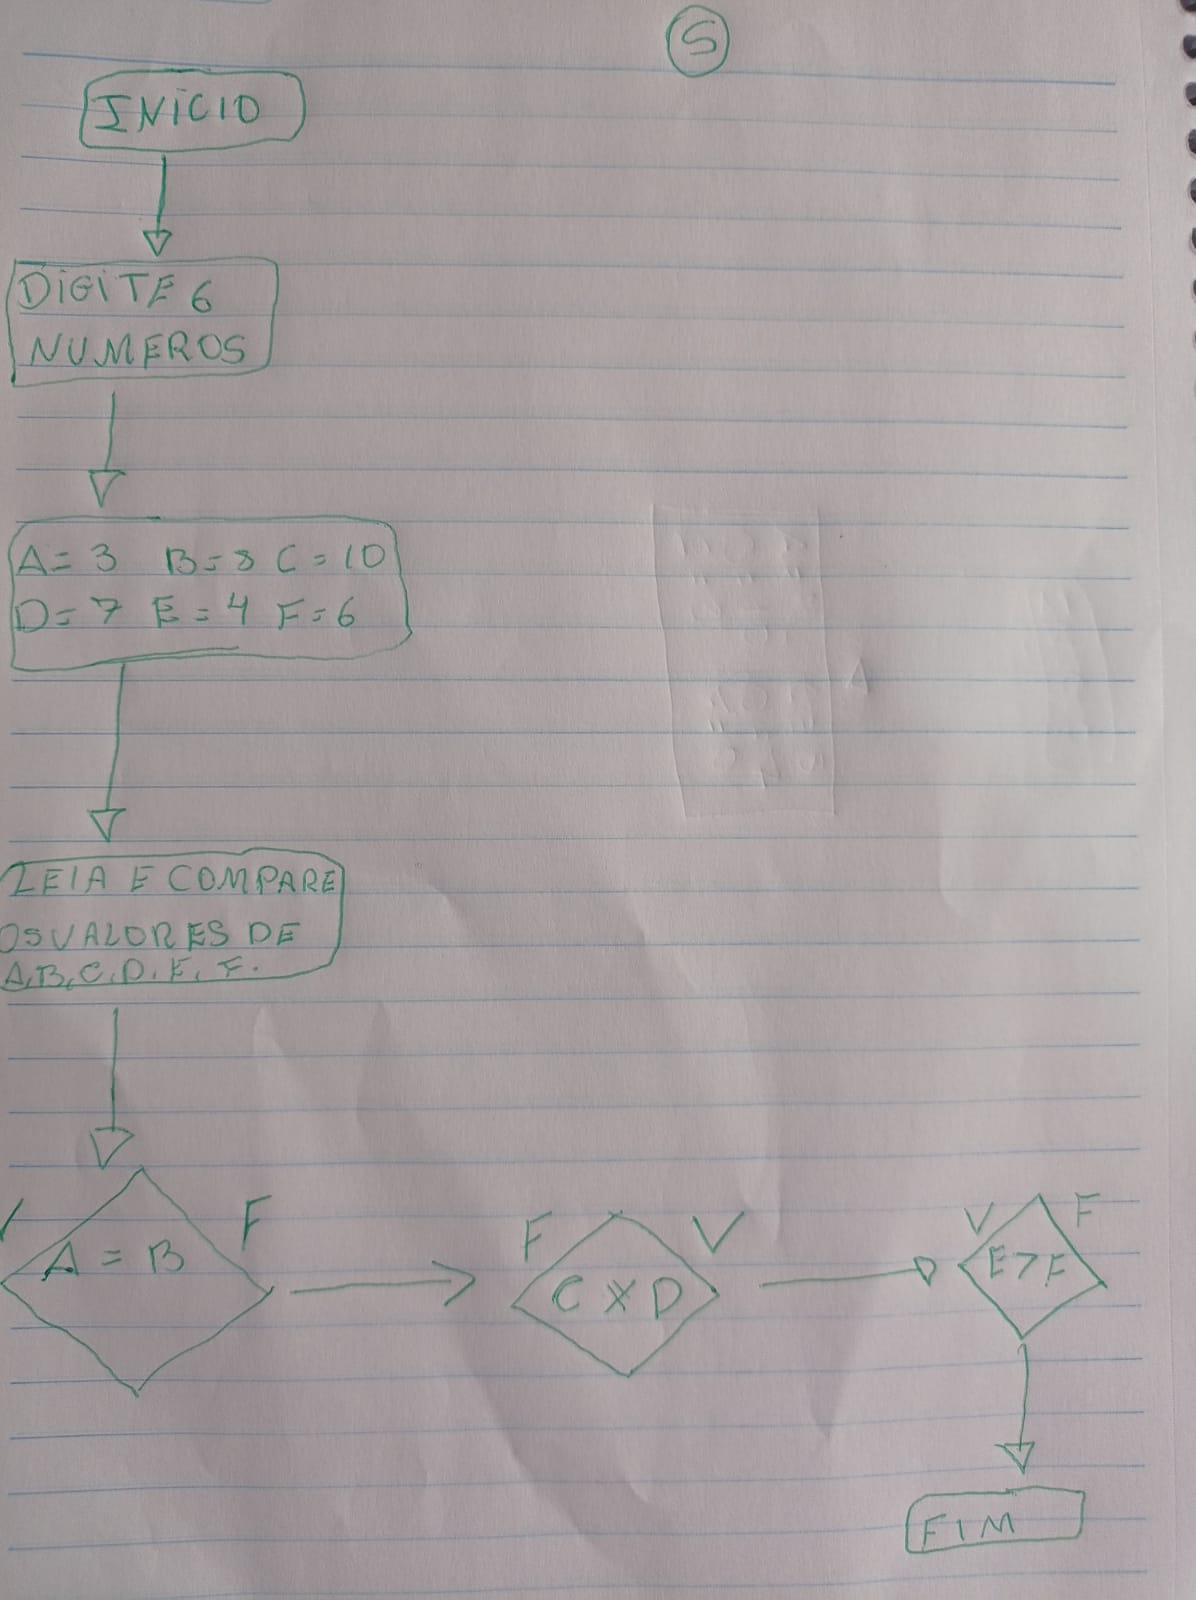 5
INICIO
DIGITE 6
NUMEROS
A = 3 B = 8 C = 10
D = 7 E = 4 F = 6
LEIA E COMPARE
OS VALORES DE
A, B, C, D, E, F.
V F
A = B
F V
C X D
V F
E > F
FIM